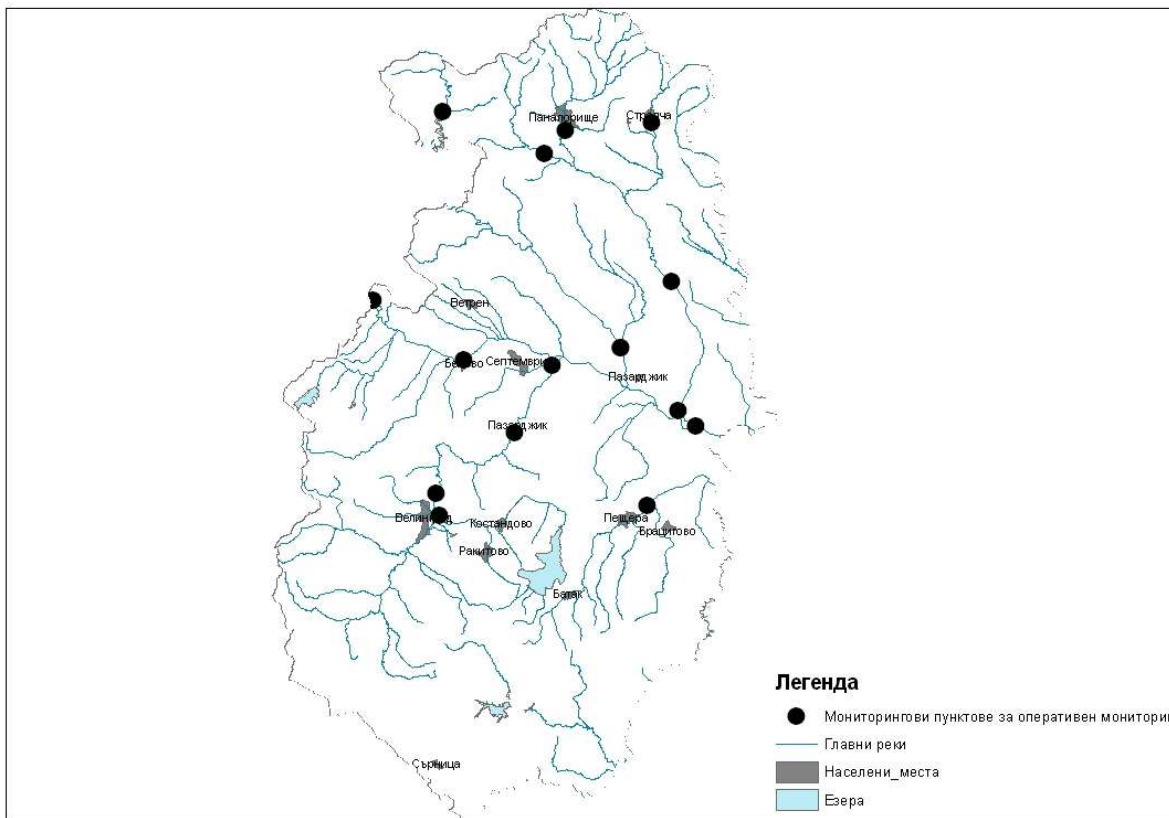 Панагюрище
Стрелча
Ветрен
Белово
Септември
Пазарджик
Пазарджик
Велинград
Костандово
Ракитово
Пещера
Брацигово
Батак
Сърница
Легенда
Мониторингови пунктове за оперативен мониторин
Главни реки
Населени_места
Езера